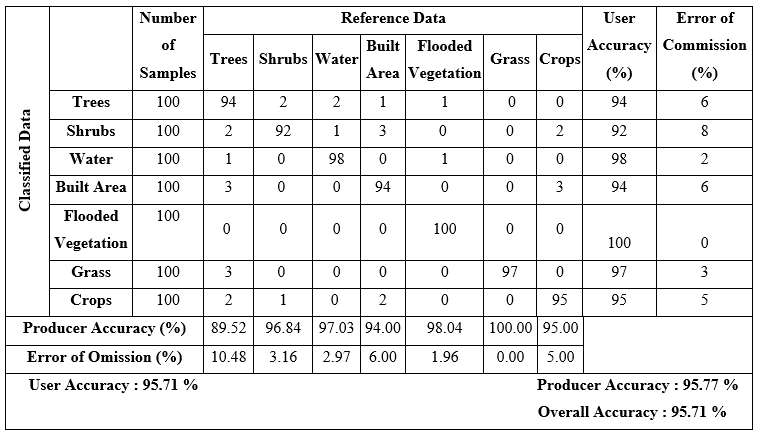 Number of Samples Reference Data User Accuracy (%) Error of Commission (%)
Trees Shrubs Water Built Area Flooded Vegetation Grass Crops
Classified Data
Trees 100 94 2 2 1 1 0 0 94 6
Shrubs 100 2 92 1 3 0 0 2 92 8
Water 100 1 0 98 0 1 0 0 98 2
Built Area 100 3 0 0 94 0 0 3 94 6
Flooded Vegetation 100 0 0 0 0 100 0 0 100 0
Grass 100 3 0 0 0 0 97 0 97 3
Crops 100 2 1 0 2 0 0 95 95 5
Producer Accuracy (%) 89.52 96.84 97.03 94.00 98.04 100.00 95.00
Error of Omission (%) 10.48 3.16 2.97 6.00 1.96 0.00 5.00
User Accuracy : 95.71 % Producer Accuracy : 95.77 %
Overall Accuracy : 95.71 %